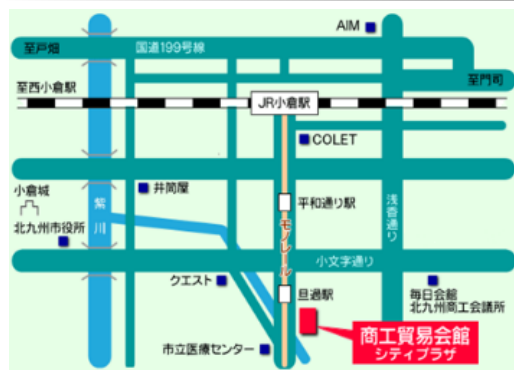 AIM
至戸畑
国道199号線
至門司
至西小倉駅
JR小倉駅
COLET
小倉城
井筒屋
平和通り駅
浅香通り
紫川
北九州市役所
モノレール
小文字通り
クエスト
旦過駅
毎日会館
北九州商工会議所
商工貿易会館
シティプラザ
市立医療センター